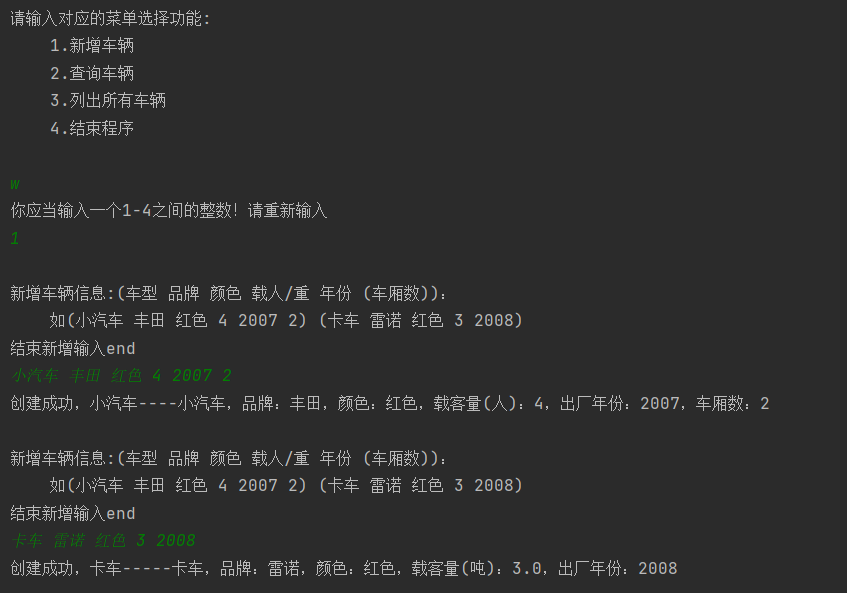 请输入对应的菜单选择功能:
1.新增车辆
2.查询车辆
3.列出所有车辆
4.结束程序
w
你应当输入一个1-4之间的整数! 请重新输入
1
新增车辆信息:(车型 品牌 颜色 载人/重 年份 (车厢数)):
如(小汽车 丰田 红色 4 2007 2) (卡车 雷诺 红色 3 2008)
结束新增输入end
小汽车 丰田 红色 4 2007 2
创建成功, 小汽车----小汽车, 品牌: 丰田, 颜色: 红色, 载客量(人): 4, 出厂年份: 2007, 车厢数: 2
新增车辆信息:(车型 品牌 颜色 载人/重 年份 (车厢数)):
如(小汽车 丰田 红色 4 2007 2) (卡车 雷诺 红色 3 2008)
结束新增输入end
卡车 雷诺 红色 3 2008
创建成功, 卡车-----卡车, 品牌: 雷诺, 颜色: 红色, 载客量(吨): 3.0, 出厂年份: 2008